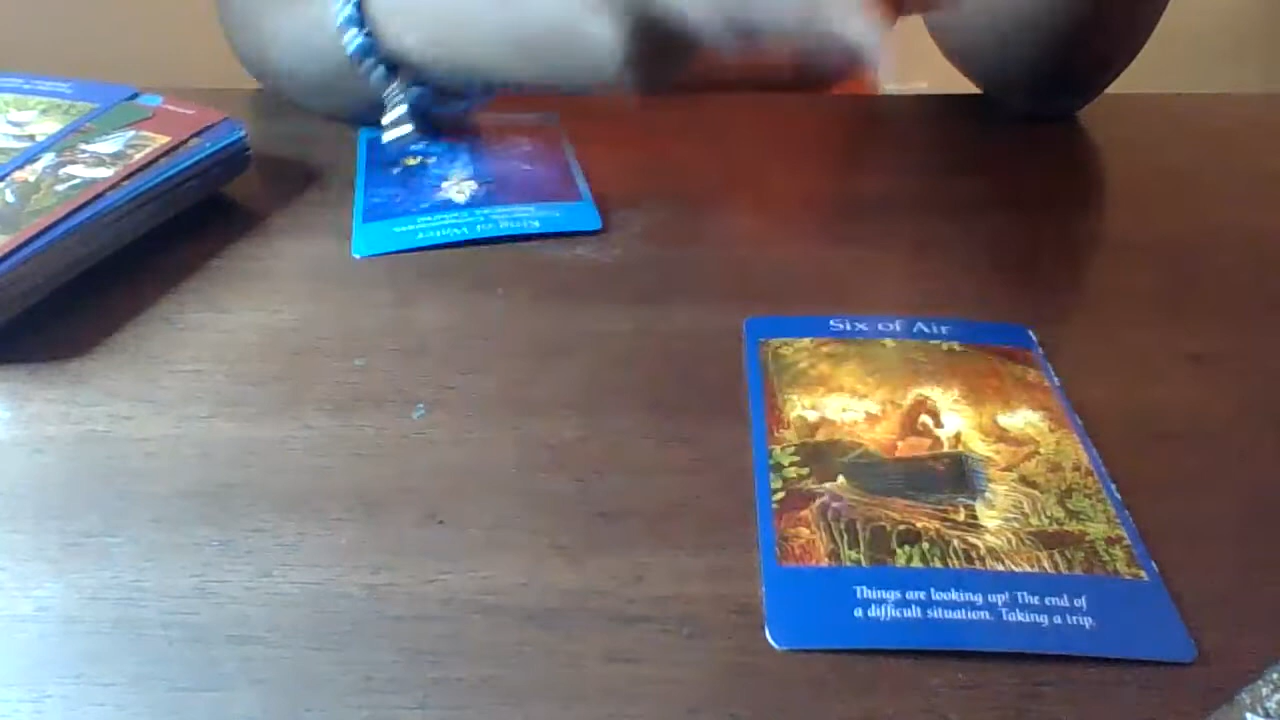 King of Water
Six of Air
Things are looking up! The end of
a difficult situation. Taking a trip.